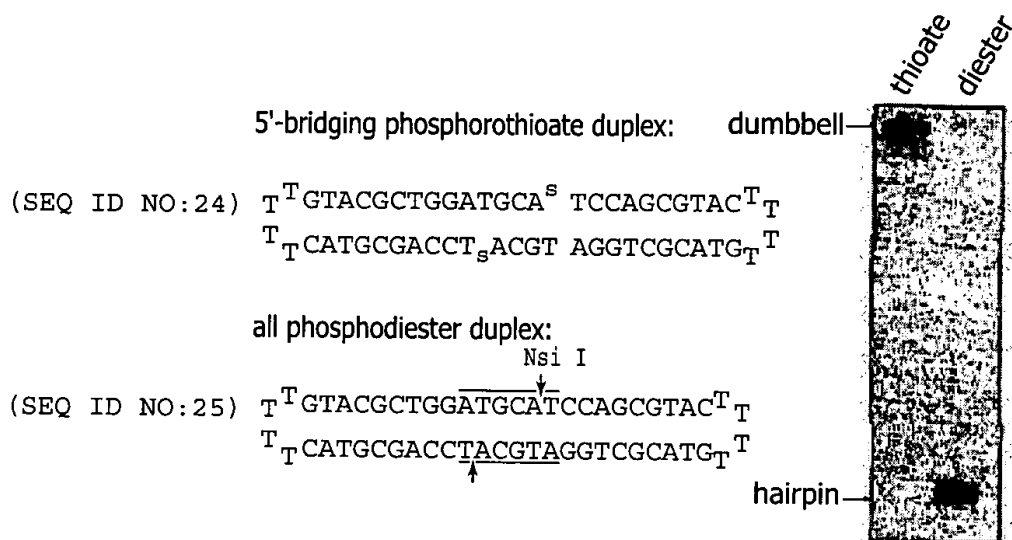 thioate diester
5'-bridging phosphorothioate duplex: dumbbell
(SEQ ID NO:24) TTGTACGCTGGATGCAs TCCAGCGTACTT
TTCATGCGACCTsACGT AGGTCGCATGTT
all phosphodiester duplex:
Nsi I
(SEQ ID NO:25) TTGTACGCTGGATGCATCCAGCGTACTT
TTCATGCGACCTACGTAGGTCGCATGTT
hairpin